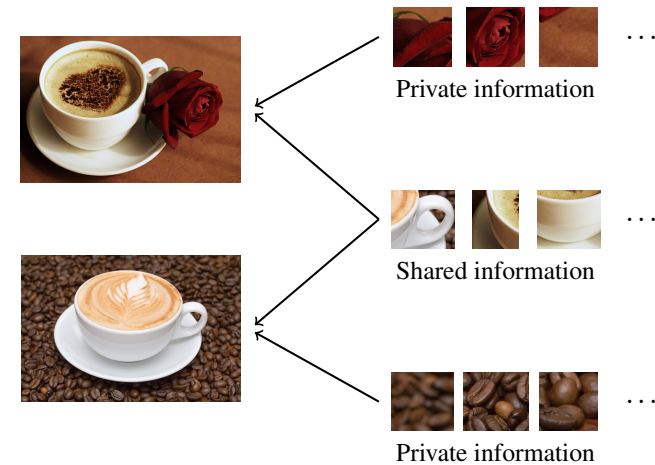 . . .
Private information
. . .
Shared information
. . .
Private information